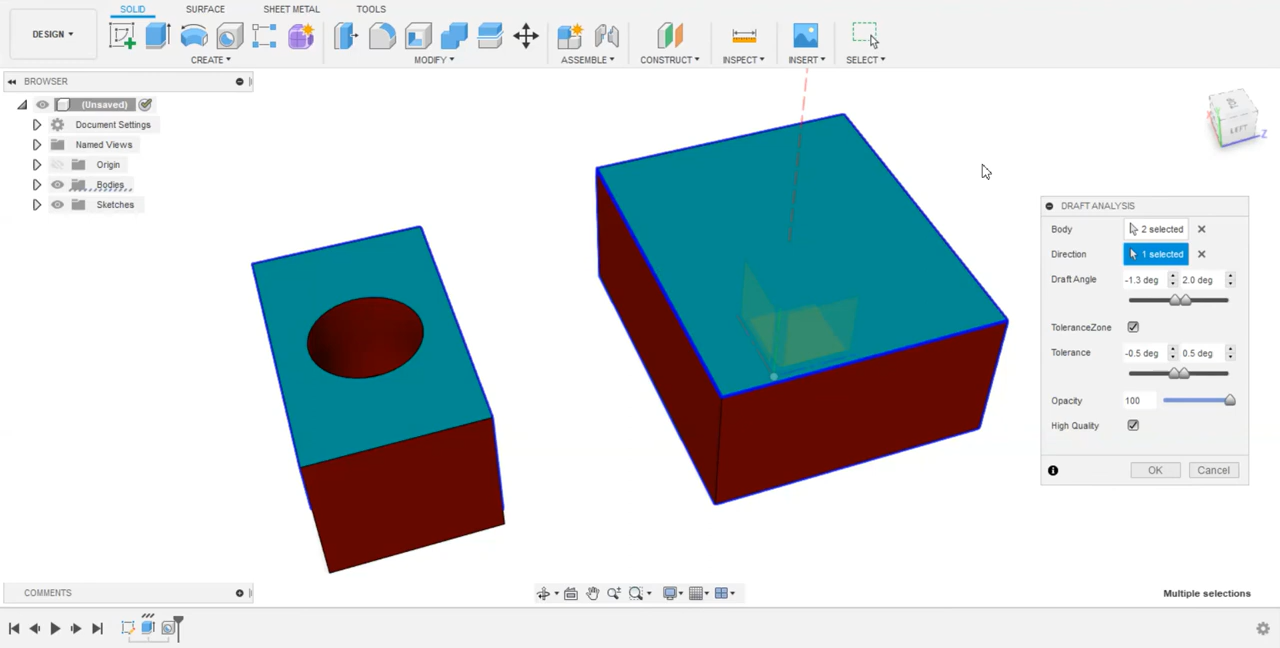 DESIGN ▾
SOLID SURFACE SHEET METAL TOOLS
CREATE ▾ MODIFY ▾ ASSEMBLE ▾ CONSTRUCT ▾ INSPECT ▾ INSERT ▾ SELECT ▾
BROWSER
(Unsaved)
Document Settings
Named Views
Origin
Bodies
Sketches
LEFT
Z
DRAFT ANALYSIS
Body 2 selected
Direction 1 selected
Draft Angle -1.3 deg 2.0 deg
ToleranceZone
Tolerance -0.5 deg 0.5 deg
Opacity 100
High Quality
OK Cancel
COMMENTS
Multiple selections